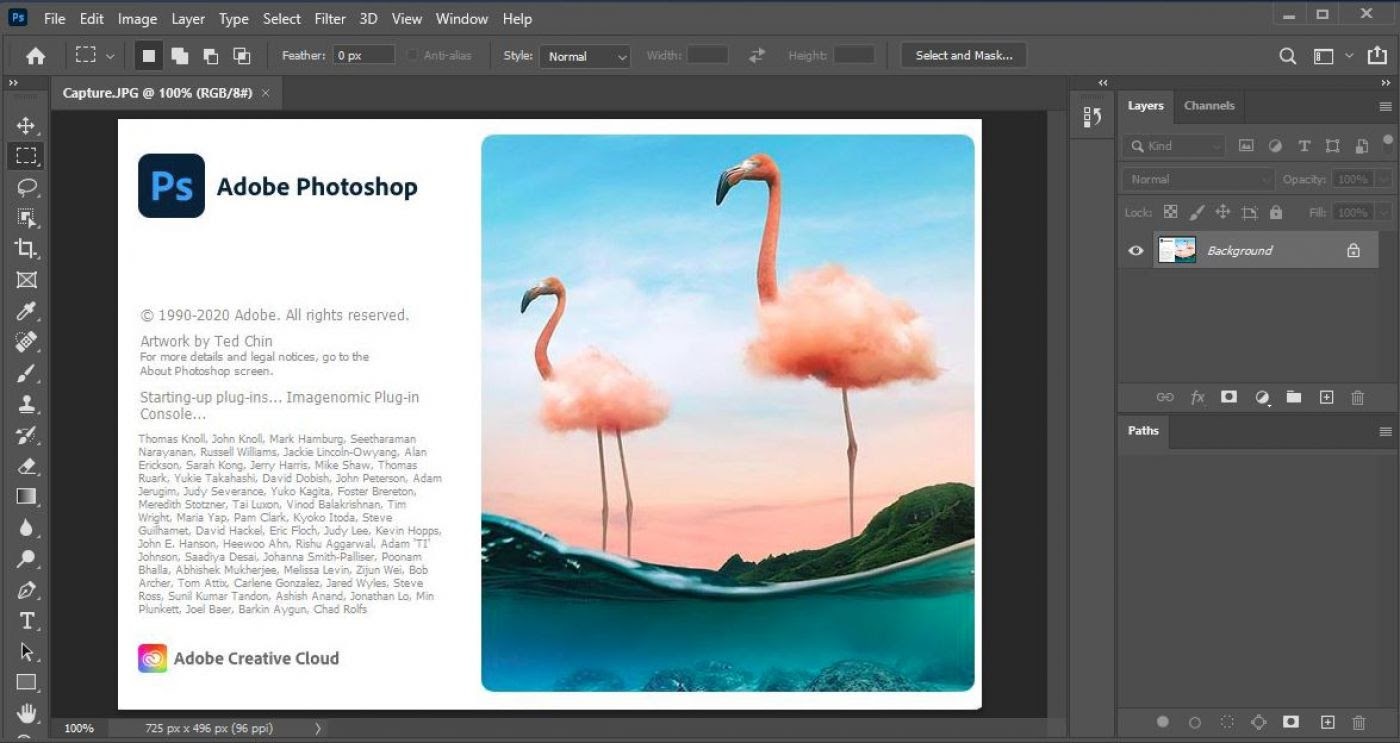 Ps
File Edit Image Layer Type Select Filter 3D View Window Help
Feather: 0 px Anti-alias Style: Normal Width: Height: Select and Mask...
Capture.JPG @ 100% (RGB/8#) ×
Layers Channels
Kind
Normal Opacity: 100%
Lock: Fill: 100%
Background
fx
Paths
Ps Adobe Photoshop
© 1990-2020 Adobe. All rights reserved.
Artwork by Ted Chin
For more details and legal notices, go to the
About Photoshop screen.
Starting-up plug-ins... Imagenomic Plug-in
Console...
Thomas Knoll, John Knoll, Mark Hamburg, Seetharaman
Narayanan, Russell Williams, Jackie Lincoln-Owyang, Alan
Erickson, Sarah Kong, Jerry Harris, Mike Shaw, Thomas
Ruark, Yukie Takahashi, David Dobish, John Peterson, Adam
Jerugim, Judy Severance, Yuko Kagita, Foster Brereton,
Meredith Stotzner, Tai Luxon, Vinod Balakrishnan, Tim
Wright, Maria Yap, Pam Clark, Kyoko Itoda, Steve
Guilhamet, David Hackel, Eric Floch, Judy Lee, Kevin Hopps,
John E. Hanson, Heewoo Ahn, Rishu Aggarwal, Adam 'TI'
Johnson, Saadiya Desai, Johanna Smith-Palliser, Poonam
Bhalla, Abhishek Mukherjee, Melissa Levin, Zijun Wei, Bob
Archer, Tom Attix, Carlene Gonzalez, Jared Wyles, Steve
Ross, Sunil Kumar Tandon, Ashish Anand, Jonathan Lo, Min
Plunkett, Joel Baer, Barkin Aygun, Chad Rolfs
Adobe Creative Cloud
100% 725 px x 496 px (96 ppi)